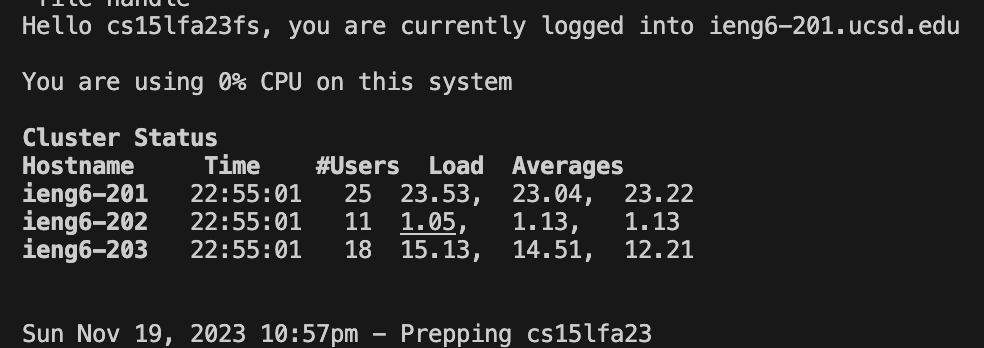 file handle
Hello cs15lfa23fs, you are currently logged into ieng6-201.ucsd.edu
You are using 0% CPU on this system
Cluster Status
Hostname Time #Users Load Averages
ieng6-201 22:55:01 25 23.53, 23.04, 23.22
ieng6-202 22:55:01 11 1.05, 1.13, 1.13
ieng6-203 22:55:01 18 15.13, 14.51, 12.21
Sun Nov 19, 2023 10:57pm - Prepping cs15lfa23